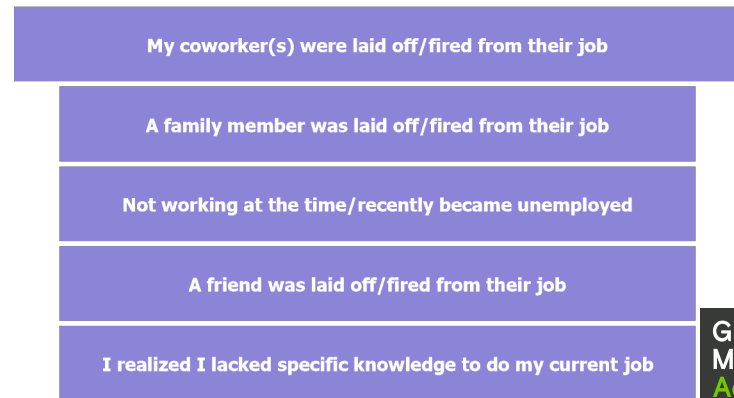 My coworker(s) were laid off/fired from their job
A family member was laid off/fired from their job
Not working at the time/recently became unemployed
A friend was laid off/fired from their job
I realized I lacked specific knowledge to do my current job
G
M